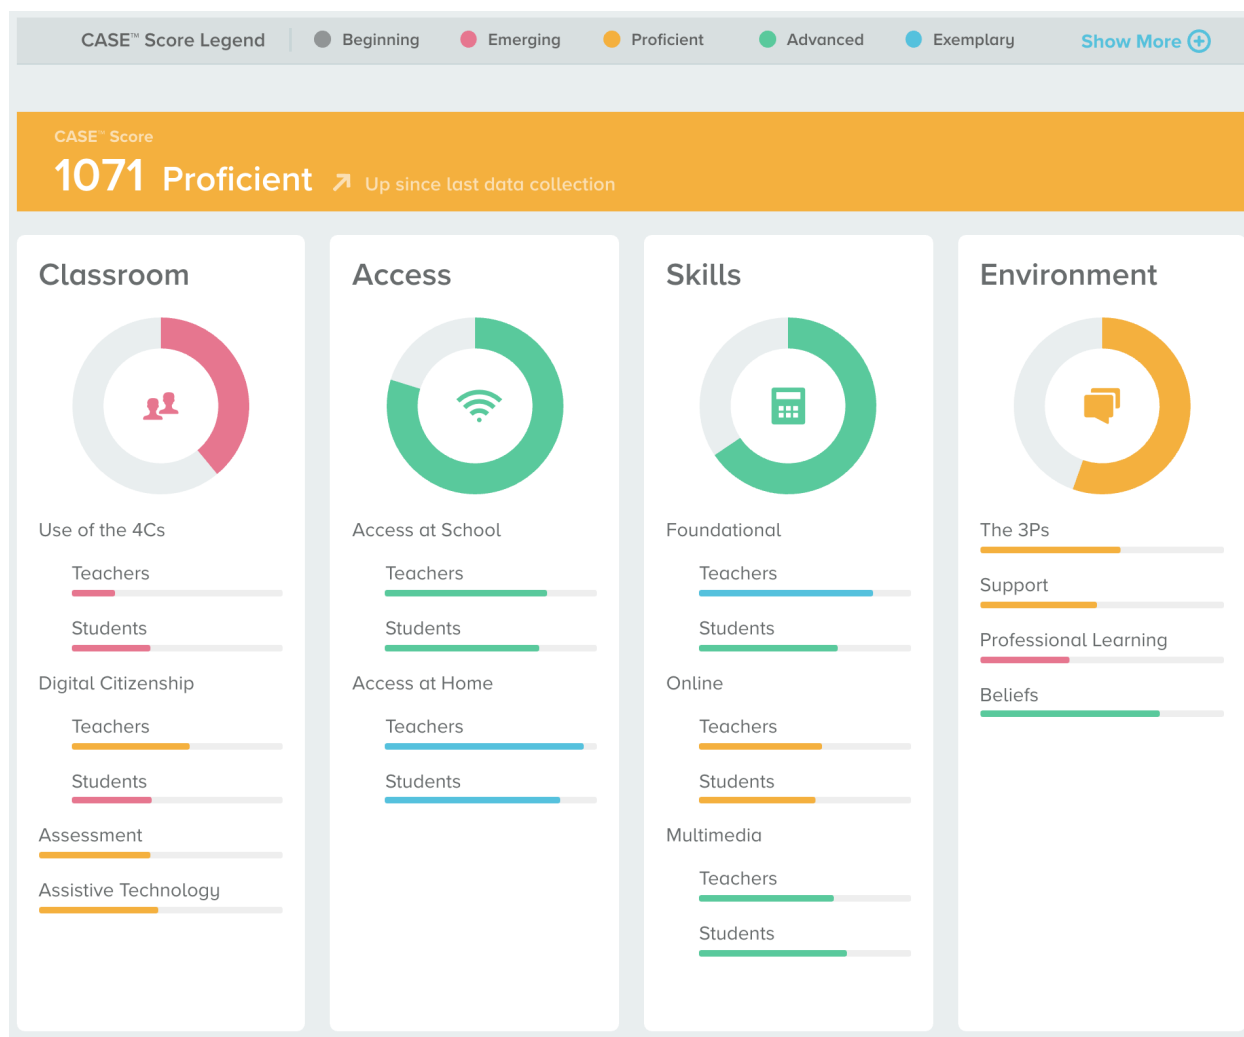 CASE™ Score Legend
Beginning
Emerging
Proficient
Advanced
Exemplary
Show More
CASE™ Score
1071 Proficient Up since last data collection
Classroom
Use of the 4Cs
Teachers
Students
Digital Citizenship
Teachers
Students
Assessment
Assistive Technology
Access
Access at School
Teachers
Students
Access at Home
Teachers
Students
Skills
Foundational
Teachers
Students
Online
Teachers
Students
Multimedia
Teachers
Students
Environment
The 3Ps
Support
Professional Learning
Beliefs